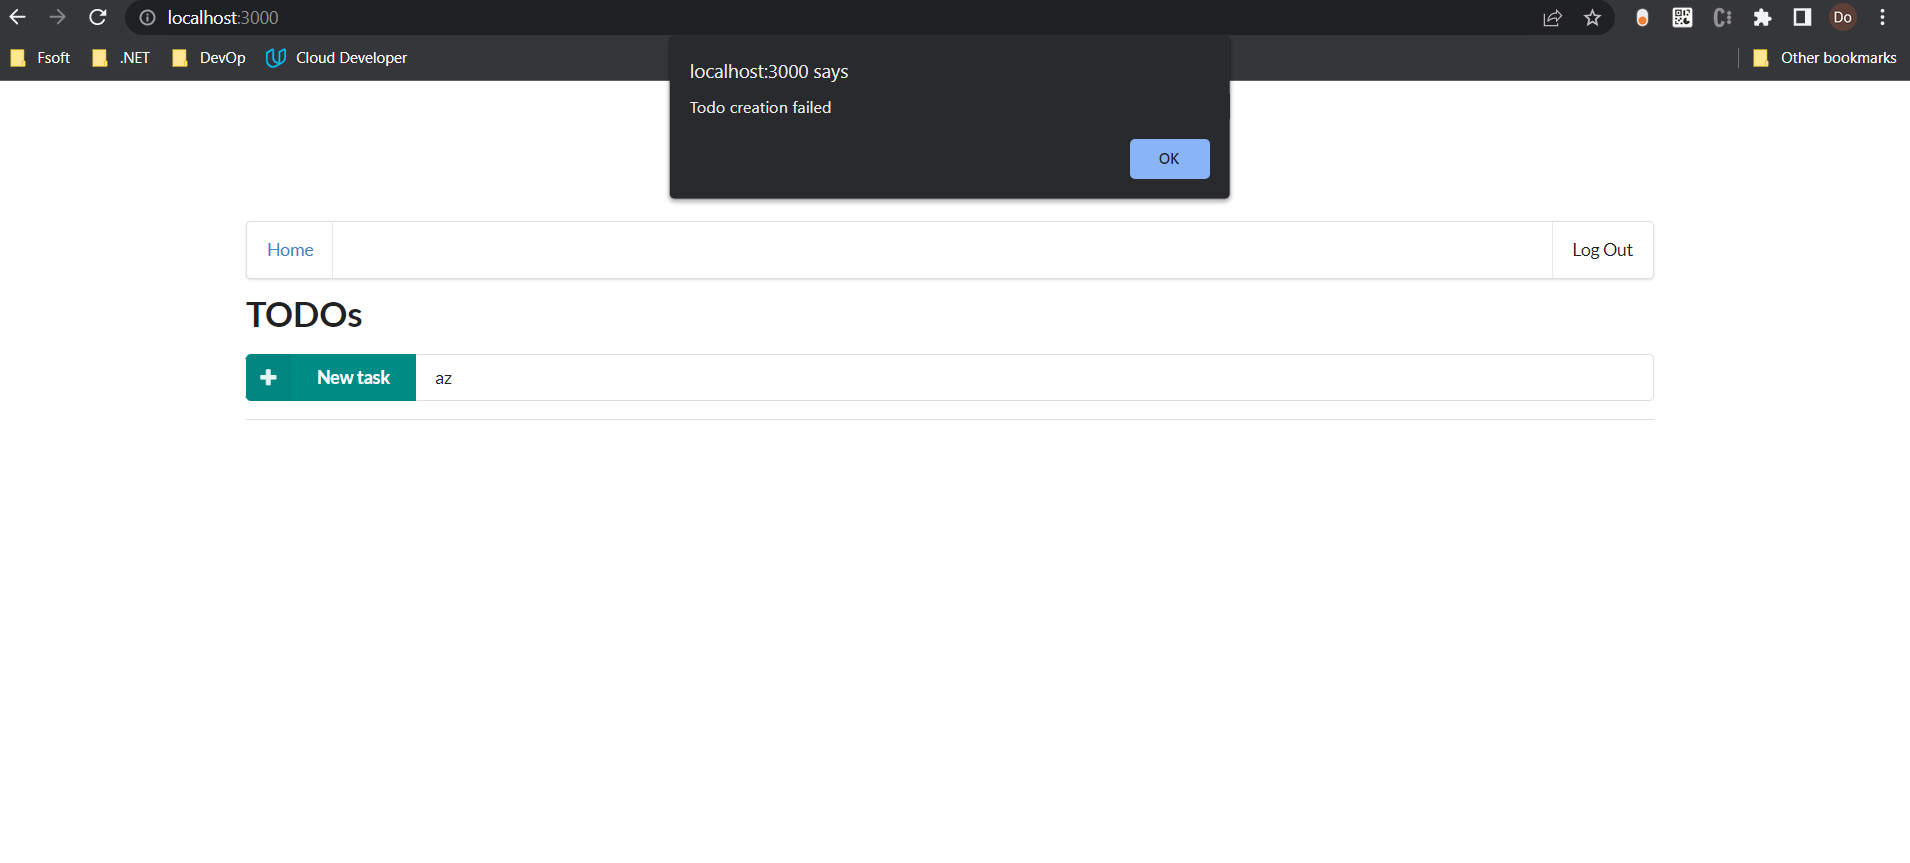 localhost:3000
Do
Fsoft
.NET
DevOp
Cloud Developer
Other bookmarks
localhost:3000 says
Todo creation failed
OK
Home
Log Out
TODOs
New task
az